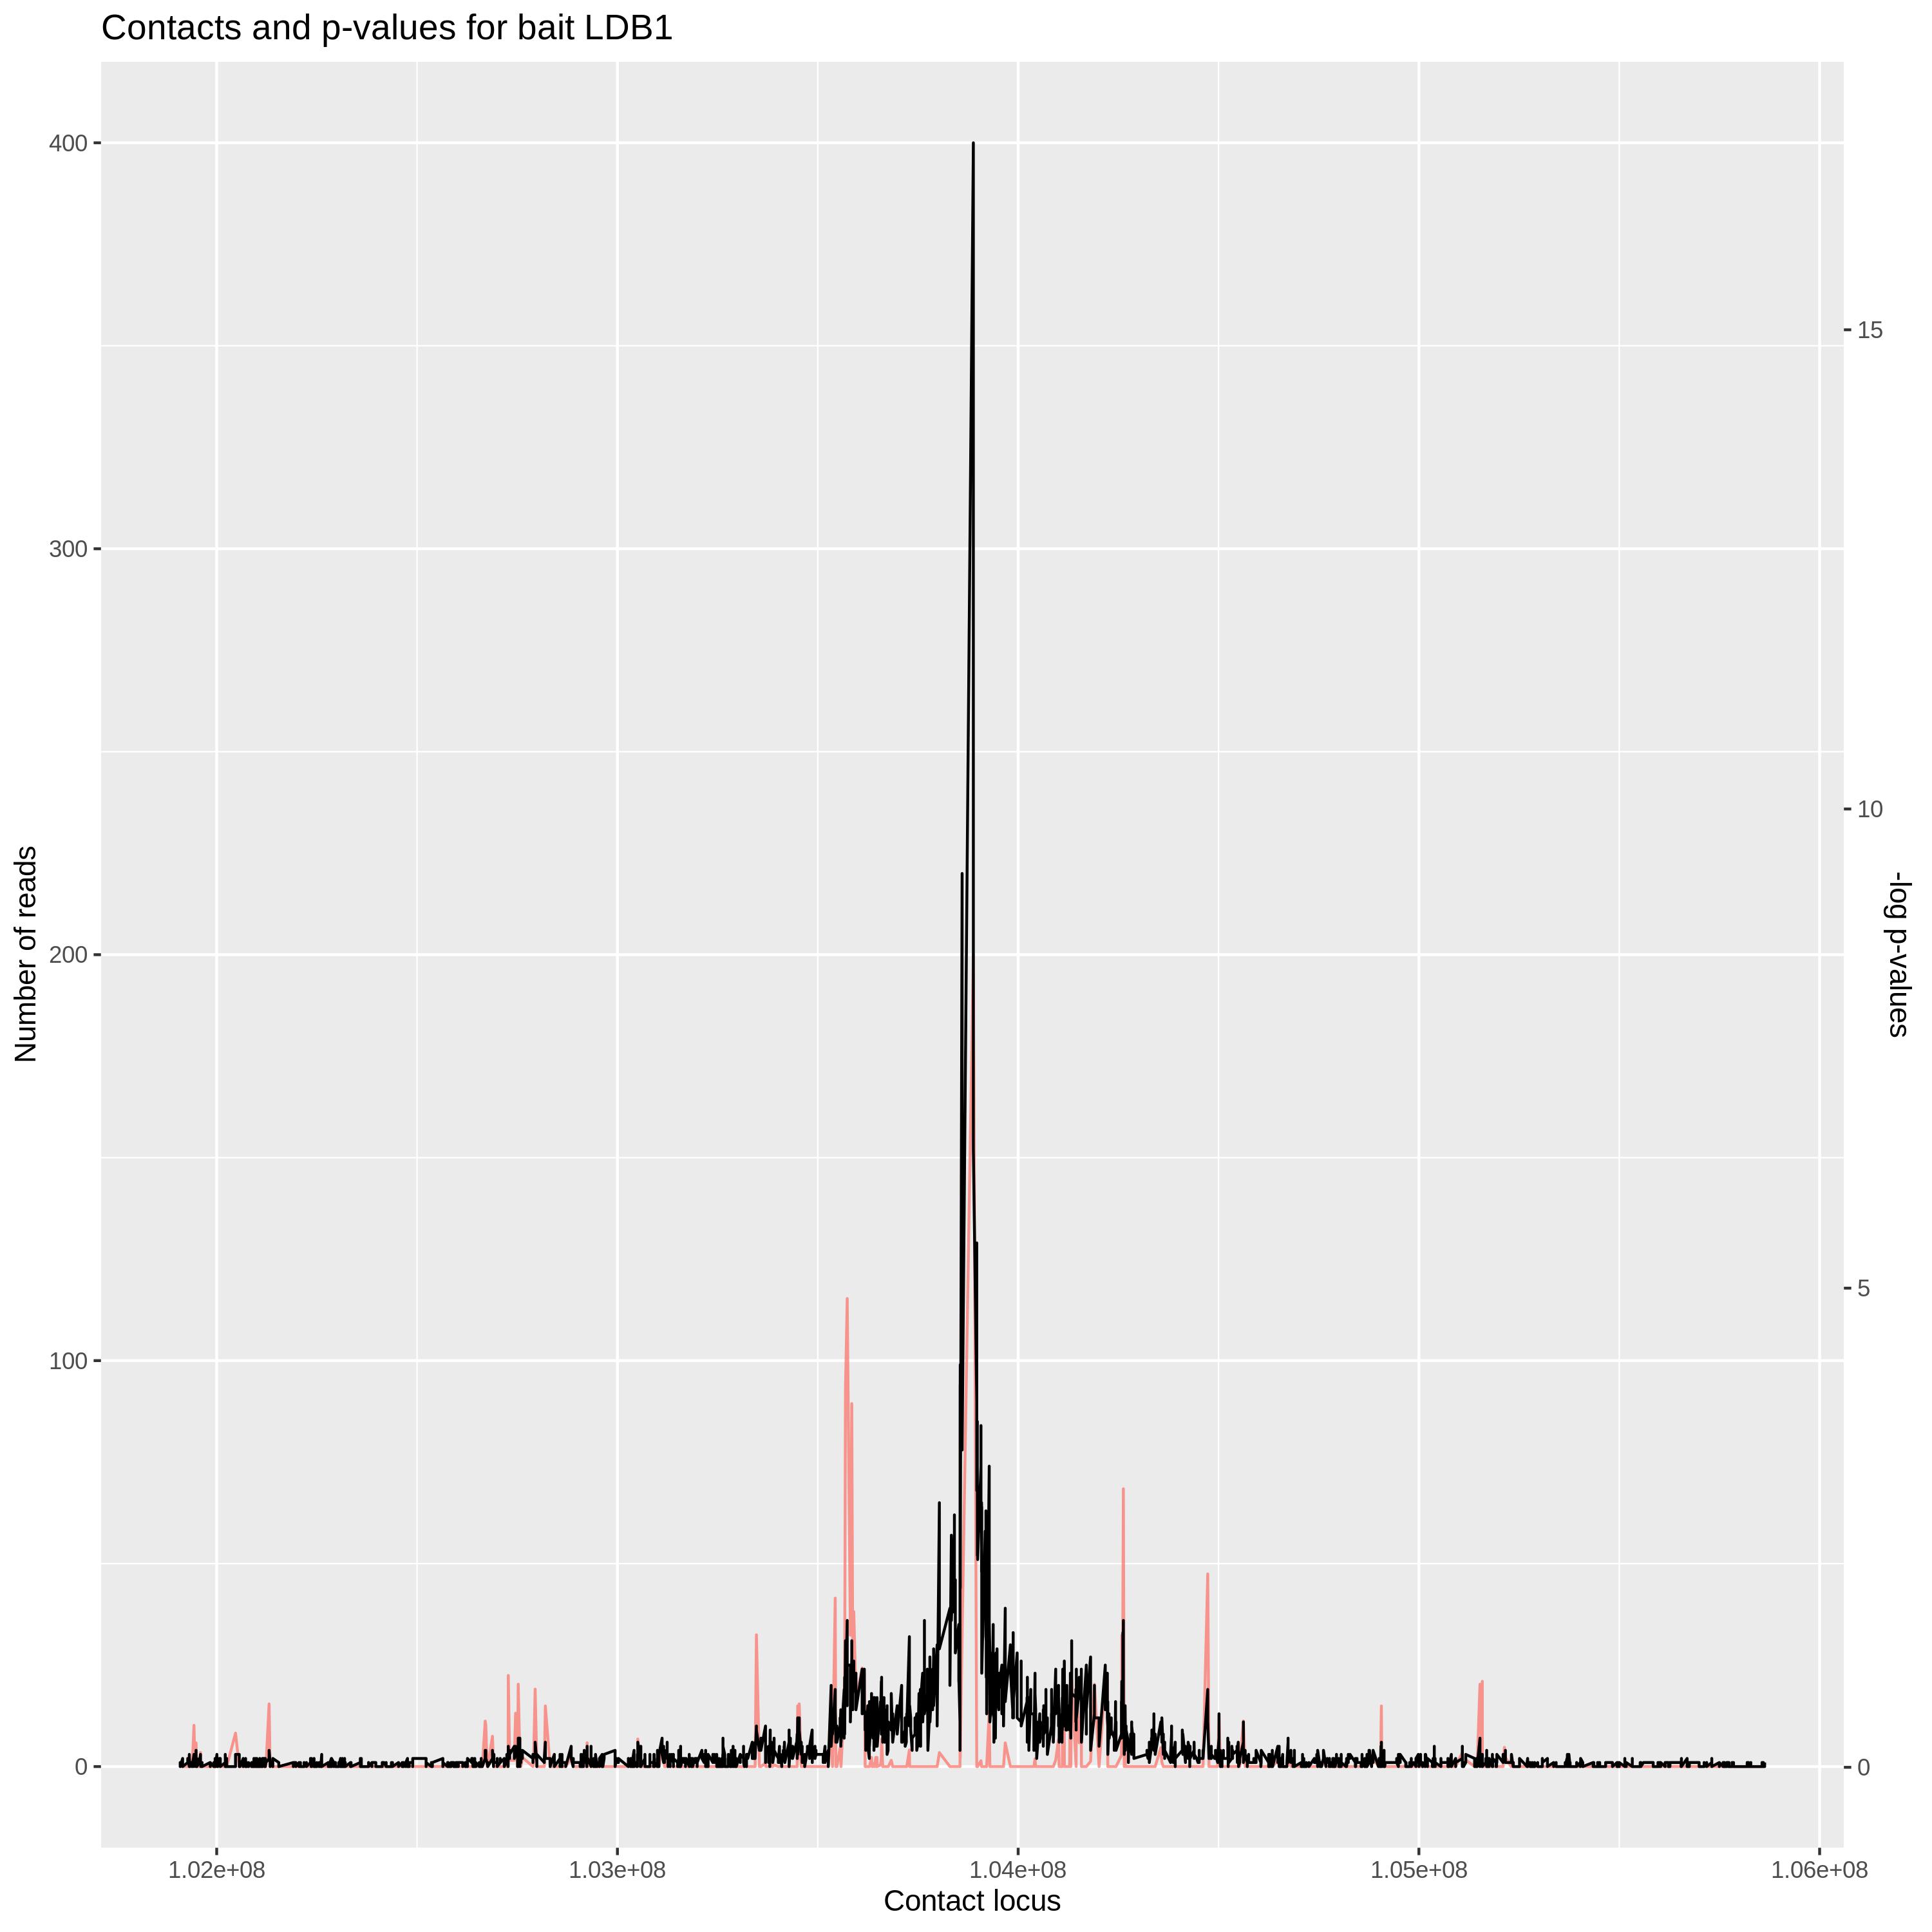 Contacts and p-values for bait LDB1
400
300
200
100
0
Number of reads
15
10
5
0
-log p-values
1.02e+08
1.03e+08
1.04e+08
1.05e+08
1.06e+08
Contact locus